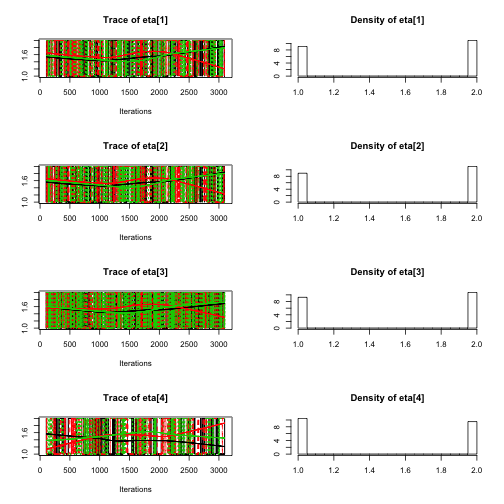 Trace of eta[1] Density of eta[1]
1.0 1.6 0 4 8
0 500 1000 1500 2000 2500 3000 1.0 1.2 1.4 1.6 1.8 2.0
Iterations
Trace of eta[2] Density of eta[2]
1.0 1.6 0 4 8
0 500 1000 1500 2000 2500 3000 1.0 1.2 1.4 1.6 1.8 2.0
Iterations
Trace of eta[3] Density of eta[3]
1.0 1.6 0 4 8
0 500 1000 1500 2000 2500 3000 1.0 1.2 1.4 1.6 1.8 2.0
Iterations
Trace of eta[4] Density of eta[4]
1.0 1.6 0 4 8
0 500 1000 1500 2000 2500 3000 1.0 1.2 1.4 1.6 1.8 2.0
Iterations